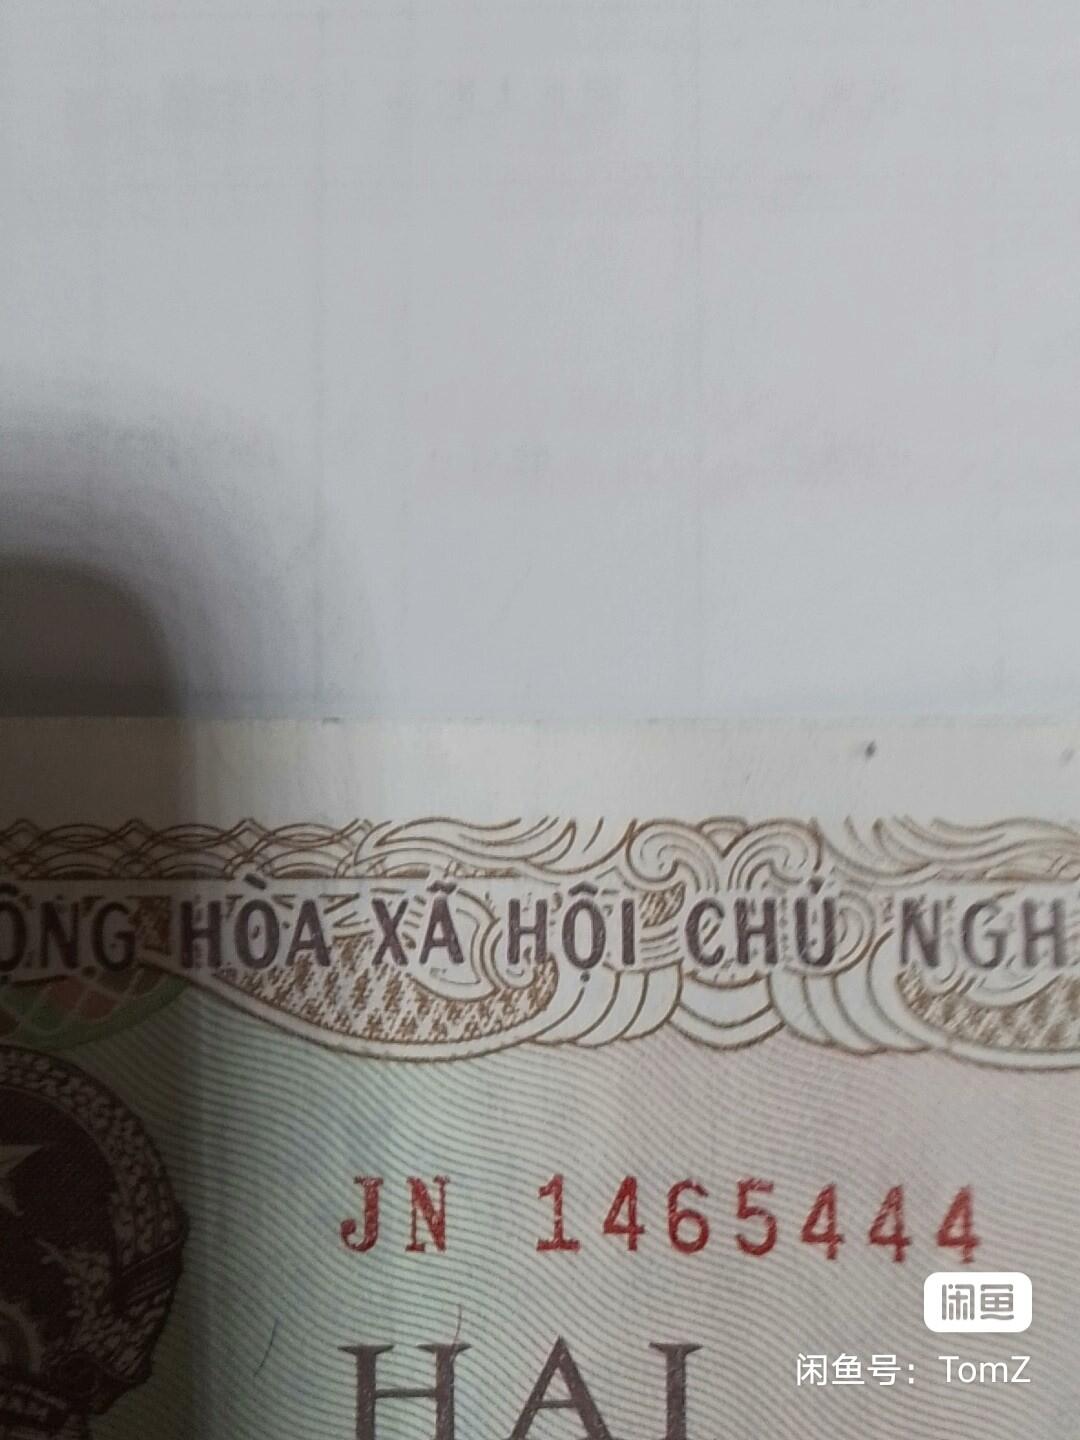 ỘNG HÒA XÃ HỘI CHỦ NGH
JN 1465444
HAI
闲鱼
闲鱼号：TomZ